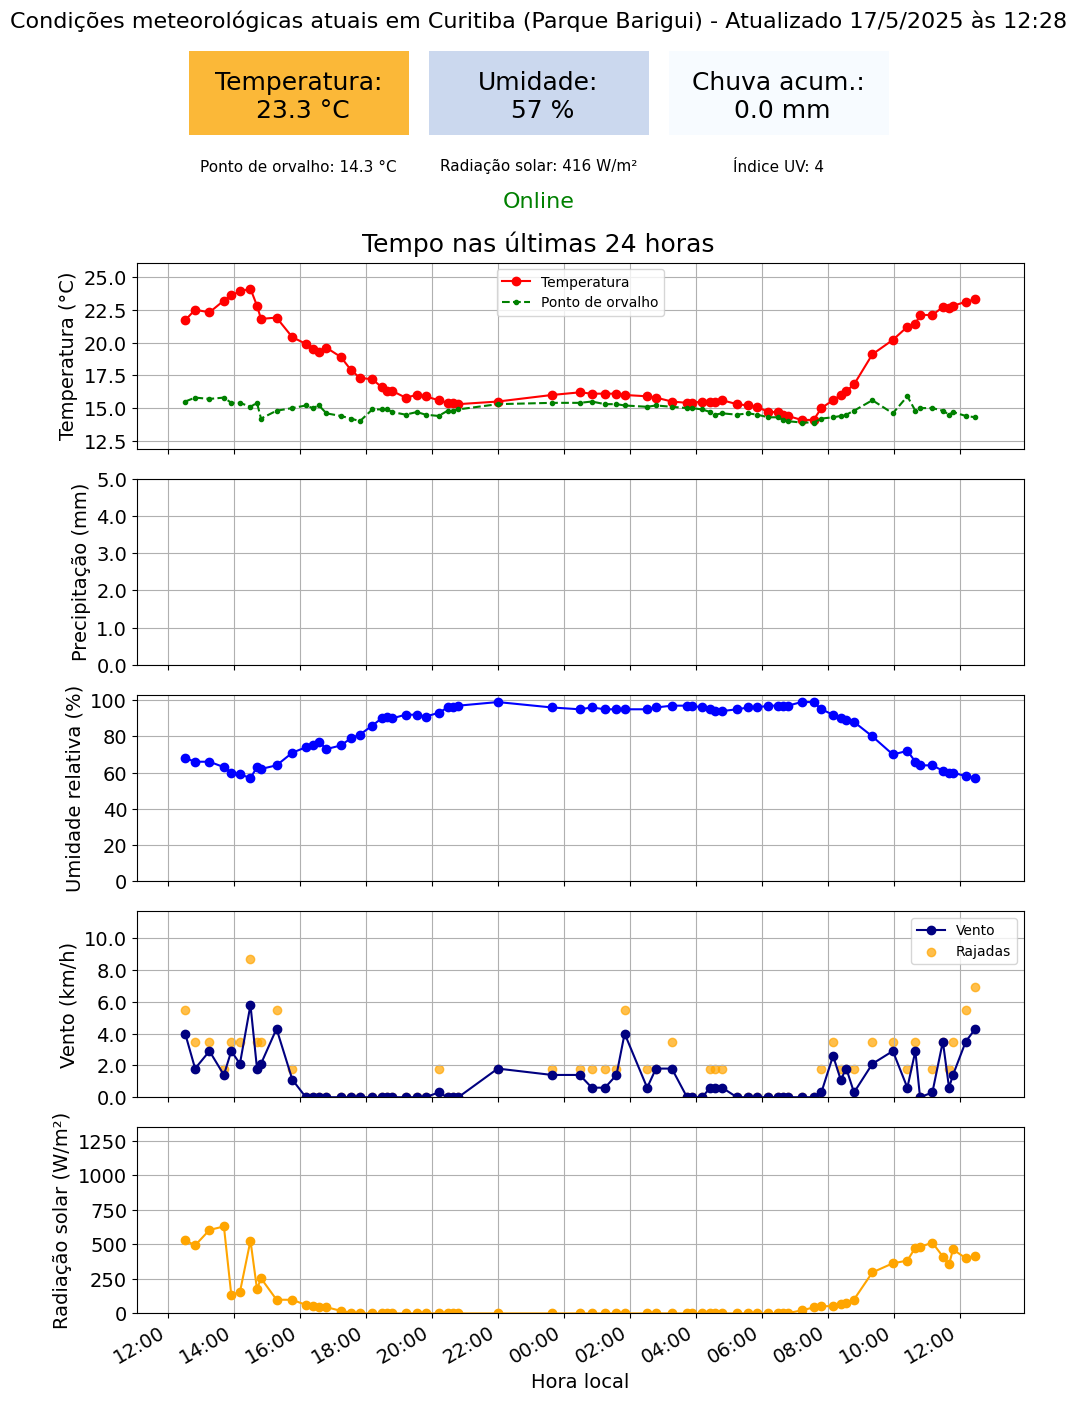 Condições meteorológicas atuais em Curitiba (Parque Barigui) - Atualizado 17/5/2025 às 12:28
Temperatura:
23.3 °C
Umidade:
57 %
Chuva acum.:
0.0 mm
Ponto de orvalho: 14.3 °C
Radiação solar: 416 W/m²
Índice UV: 4
Online
Tempo nas últimas 24 horas
Temperatura (°C)
25.0
22.5
20.0
17.5
15.0
12.5
Temperatura
Ponto de orvalho
Precipitação (mm)
5.0
4.0
3.0
2.0
1.0
0.0
Umidade relativa (%)
100
80
60
40
20
0
Vento (km/h)
10.0
8.0
6.0
4.0
2.0
0.0
Vento
Rajadas
Radiação solar (W/m²)
1250
1000
750
500
250
0
12:00
14:00
16:00
18:00
20:00
22:00
00:00
02:00
04:00
06:00
08:00
10:00
12:00
Hora local